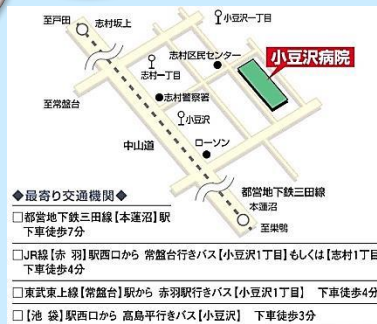 至戸田
志村坂上
小豆沢一丁目
志村区民センター
小豆沢病院
志村一丁目
至常盤台
志村警察署
小豆沢
中山道
ローソン
都営地下鉄三田線
本蓮沼
至巣鴨
◆最寄り交通機関◆
□都営地下鉄三田線【本蓮沼】駅
下車徒歩7分
□JR線【赤 羽】駅西口から 常盤台行きバス【小豆沢1丁目】もしくは【志村1丁目】
下車徒歩4分
□東武東上線【常盤台】駅から 赤羽駅行きバス【小豆沢1丁目】 下車徒歩4分
□【池 袋】駅西口から 高島平行きバス【小豆沢】 下車徒歩3分